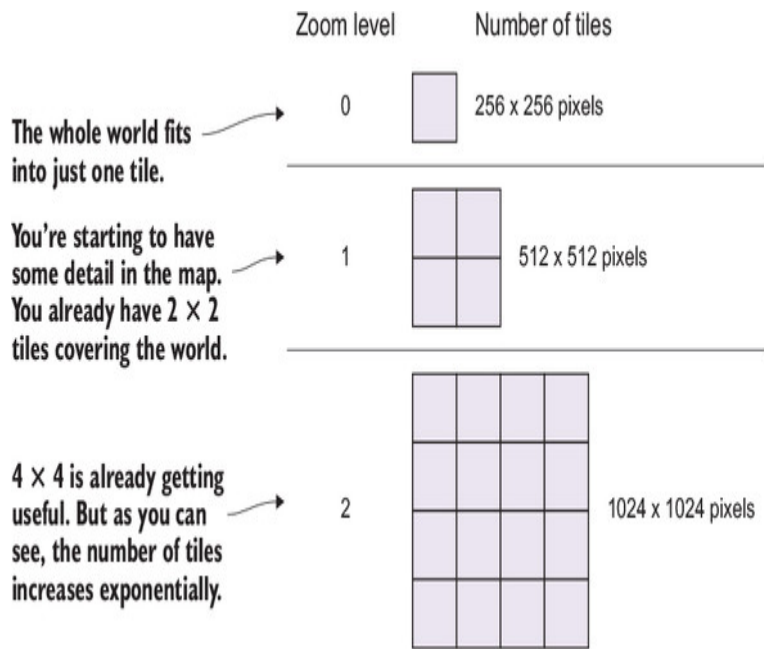 Zoom level
Number of tiles
The whole world fits
into just one tile.
0
256 x 256 pixels
You’re starting to have
some detail in the map.
You already have 2 × 2
tiles covering the world.
1
512 x 512 pixels
4 × 4 is already getting
useful. But as you can
see, the number of tiles
increases exponentially.
2
1024 x 1024 pixels